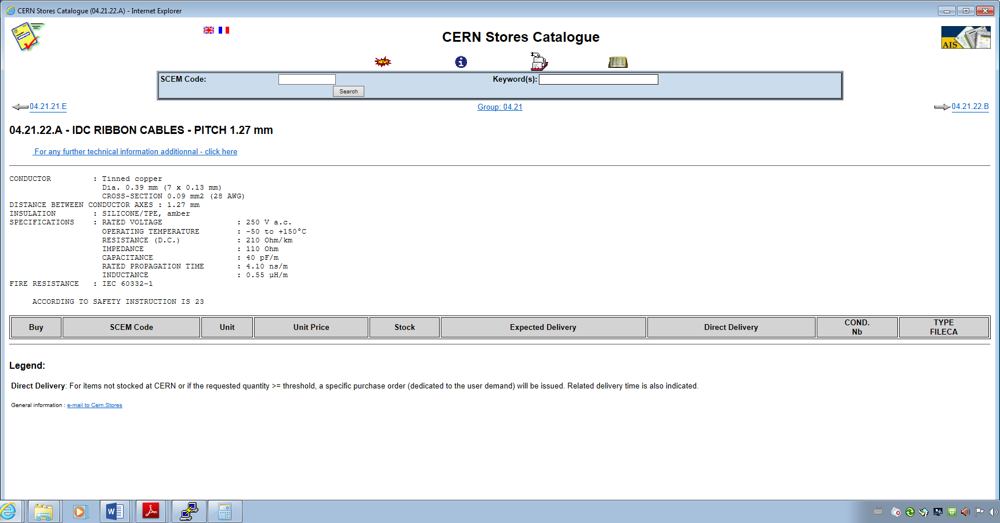 CERN Stores Catalogue (04.21.22.A) - Internet Explorer
CERN Stores Catalogue
AIS
NEW!
SCEM Code:
Keyword(s):
Search
04.21.21.E
Group: 04.21
04.21.22.B
04.21.22.A - IDC RIBBON CABLES - PITCH 1.27 mm
For any further technical information additionnal - click here
CONDUCTOR : Tinned copper
Dia. 0.39 mm (7 x 0.13 mm)
CROSS-SECTION 0.09 mm2 (28 AWG)
DISTANCE BETWEEN CONDUCTOR AXES : 1.27 mm
INSULATION : SILICONE/TPE, amber
SPECIFICATIONS : RATED VOLTAGE : 250 V a.c.
OPERATING TEMPERATURE : -50 to +150°C
RESISTANCE (D.C.) : 210 Ohm/km
IMPEDANCE : 110 Ohm
CAPACITANCE : 40 pF/m
RATED PROPAGATION TIME : 4.10 ns/m
INDUCTANCE : 0.55 µH/m
FIRE RESISTANCE : IEC 60332-1
ACCORDING TO SAFETY INSTRUCTION IS 23
Buy
SCEM Code
Unit
Unit Price
Stock
Expected Delivery
Direct Delivery
COND.
Nb
TYPE
FILECA
Legend:
Direct Delivery: For items not stocked at CERN or if the requested quantity >= threshold, a specific purchase order (dedicated to the user demand) will be issued. Related delivery time is also indicated.
General information : e-mail to Cern.Stores